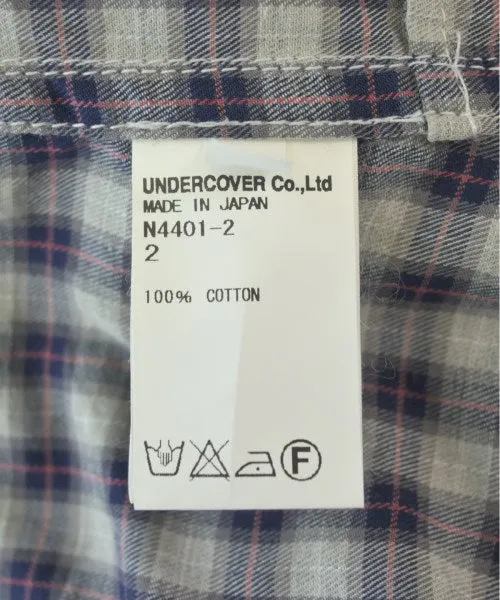 UNDERCOVER Co.,Ltd
MADE IN JAPAN
N4401-2
2
100% COTTON
F